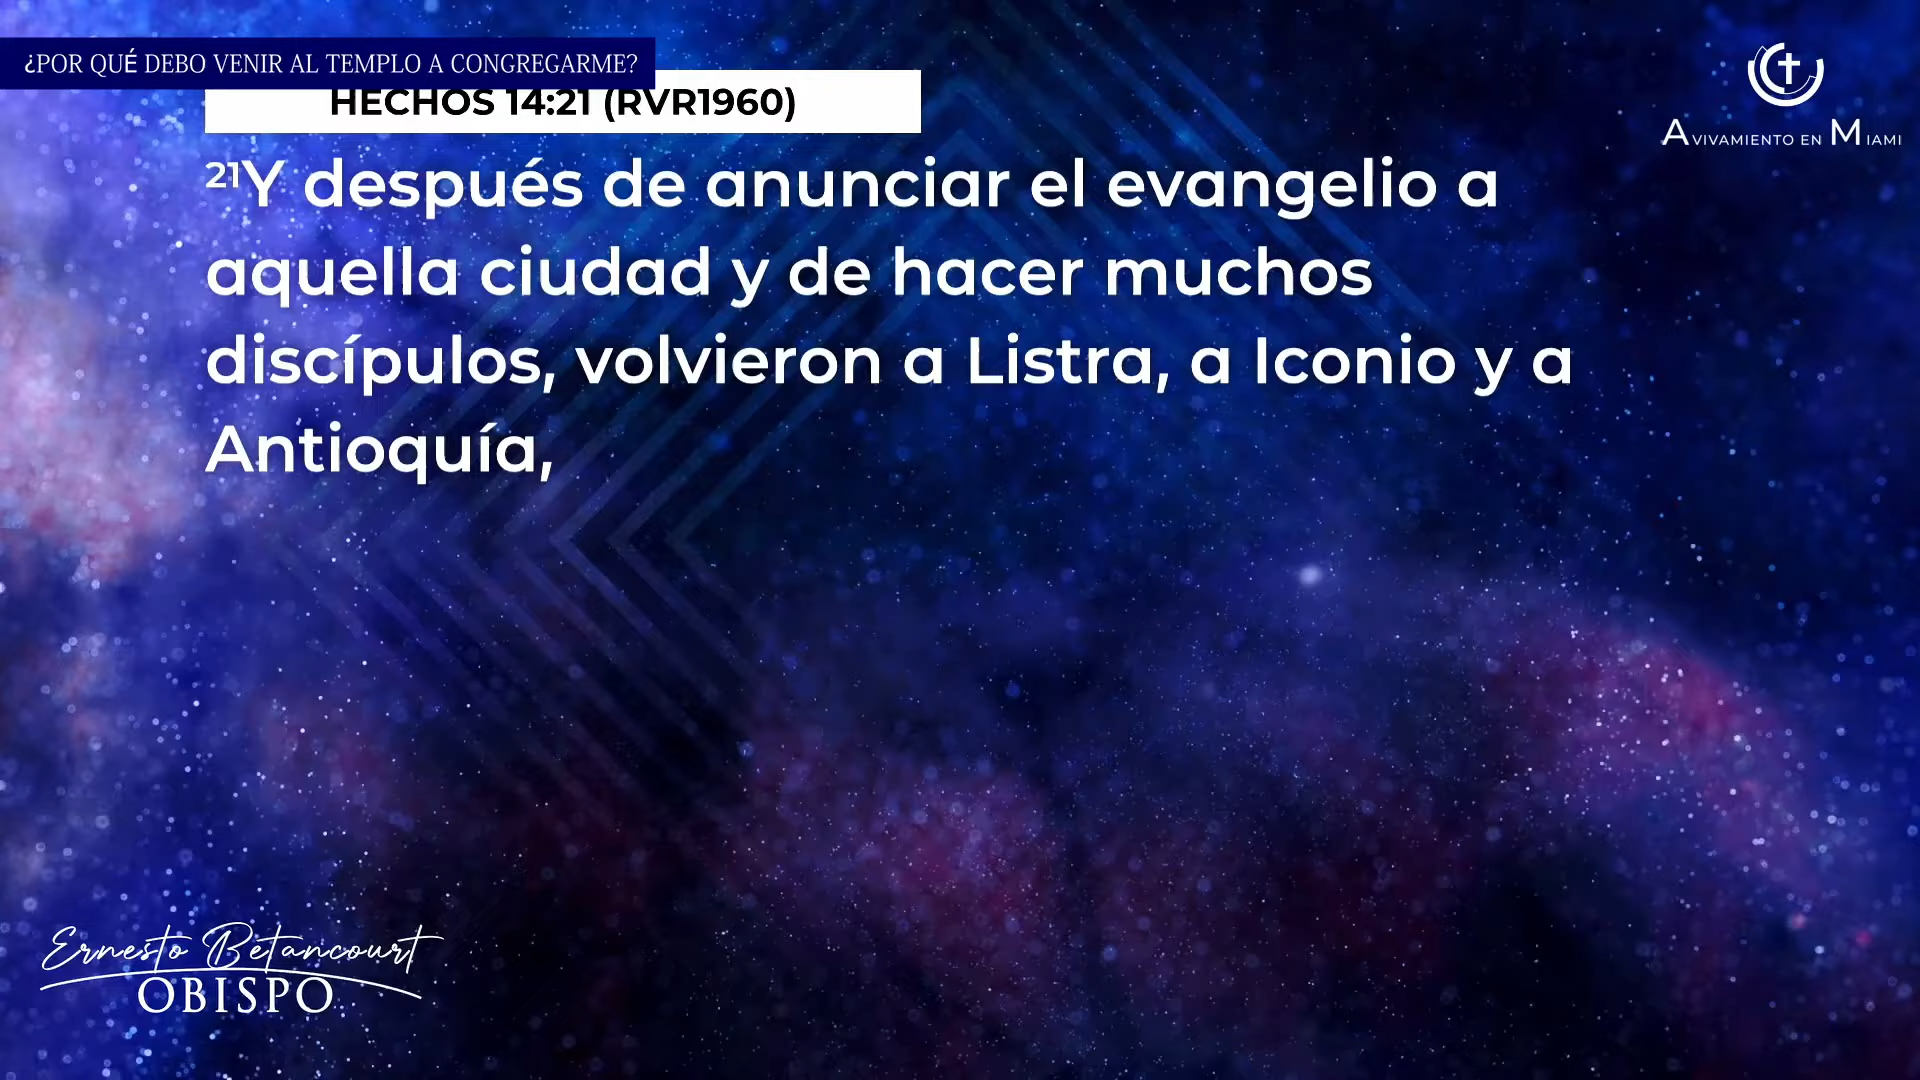 ¿POR QUÉ DEBO VENIR AL TEMPLO A CONGREGARME?
HECHOS 14:21 (RVR1960)
AVIVAMIENTO EN MIAMI
²¹Y después de anunciar el evangelio a
aquella ciudad y de hacer muchos
discípulos, volvieron a Listra, a Iconio y a
Antioquía,
Ernesto Betancourt
OBISPO